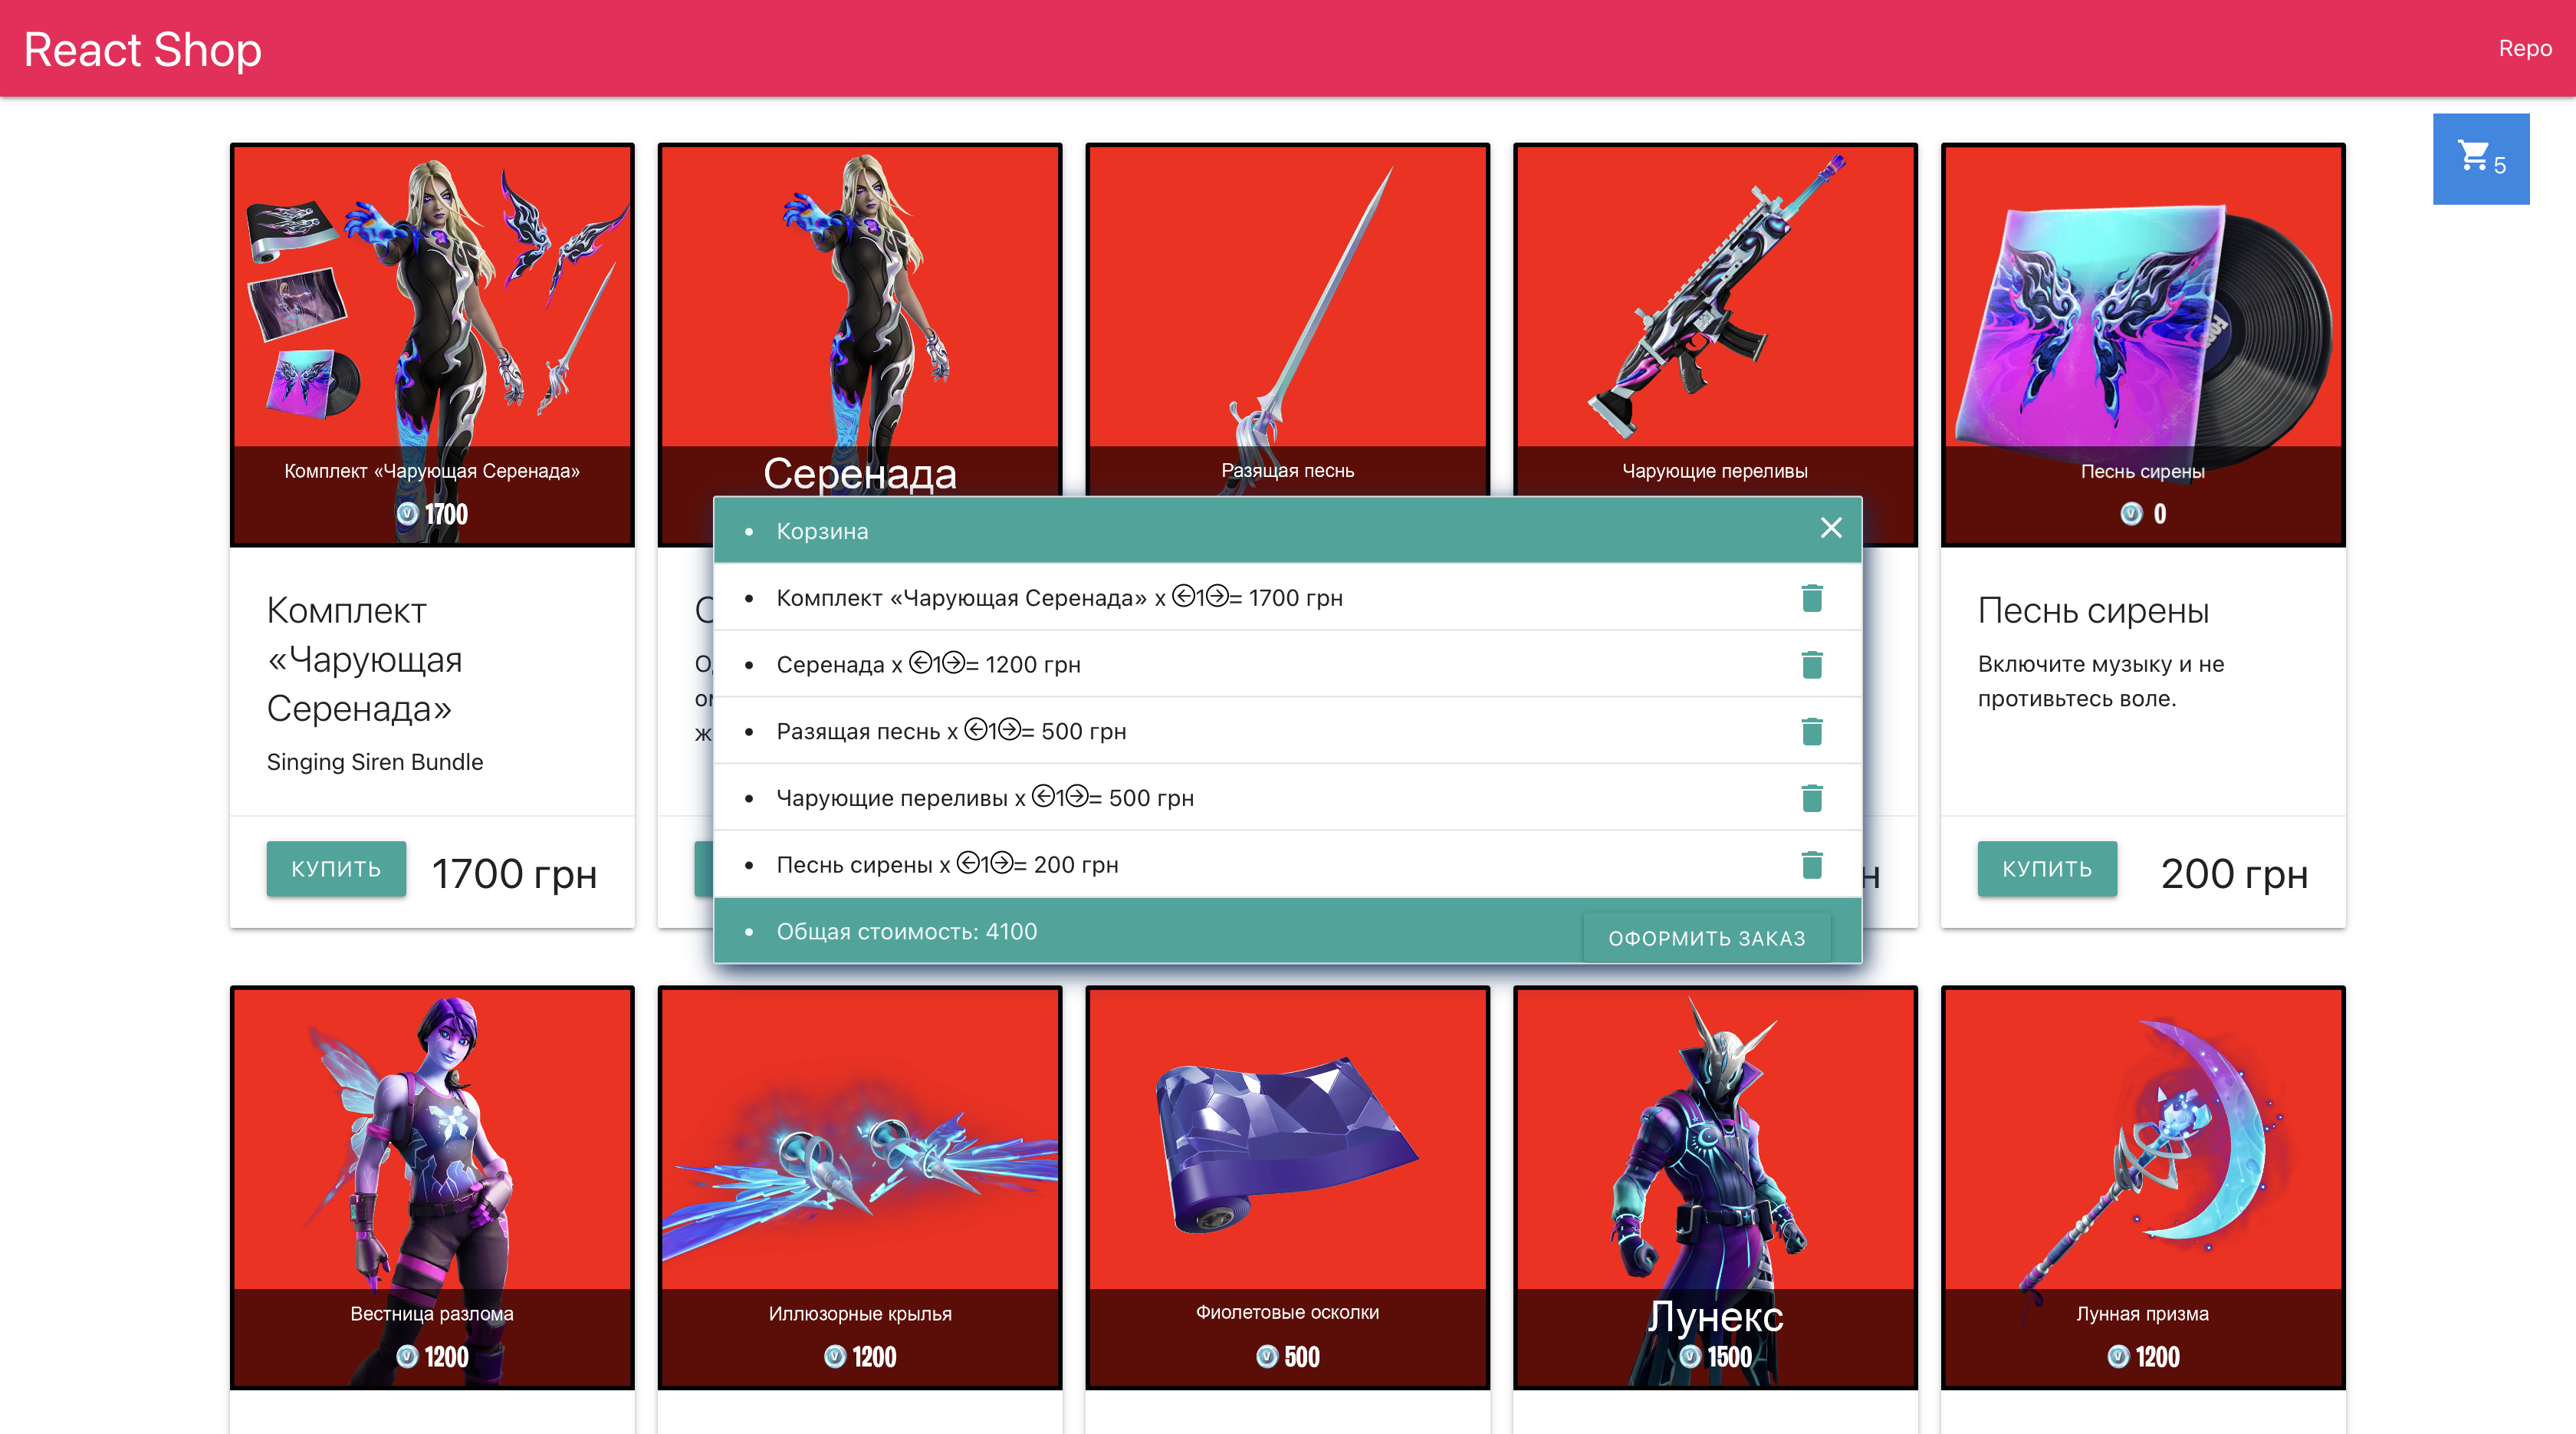 React Shop
Repo
5
Комплект «Чарующая Серенада»
1700
Серенада
Разящая песнь
Чарующие переливы
Песнь сирены
0
Корзина
Комплект «Чарующая Серенада» x 1 = 1700 грн
Серенада x 1 = 1200 грн
Разящая песнь x 1 = 500 грн
Чарующие переливы x 1 = 500 грн
Песнь сирены x 1 = 200 грн
Общая стоимость: 4100
ОФОРМИТЬ ЗАКАЗ
Комплект
«Чарующая
Серенада»
Singing Siren Bundle
КУПИТЬ
1700 грн
Песнь сирены
Включите музыку и не
противьтесь воле.
КУПИТЬ
200 грн
Вестница разлома
1200
Иллюзорные крылья
1200
Фиолетовые осколки
500
Лунекс
1500
Лунная призма
1200